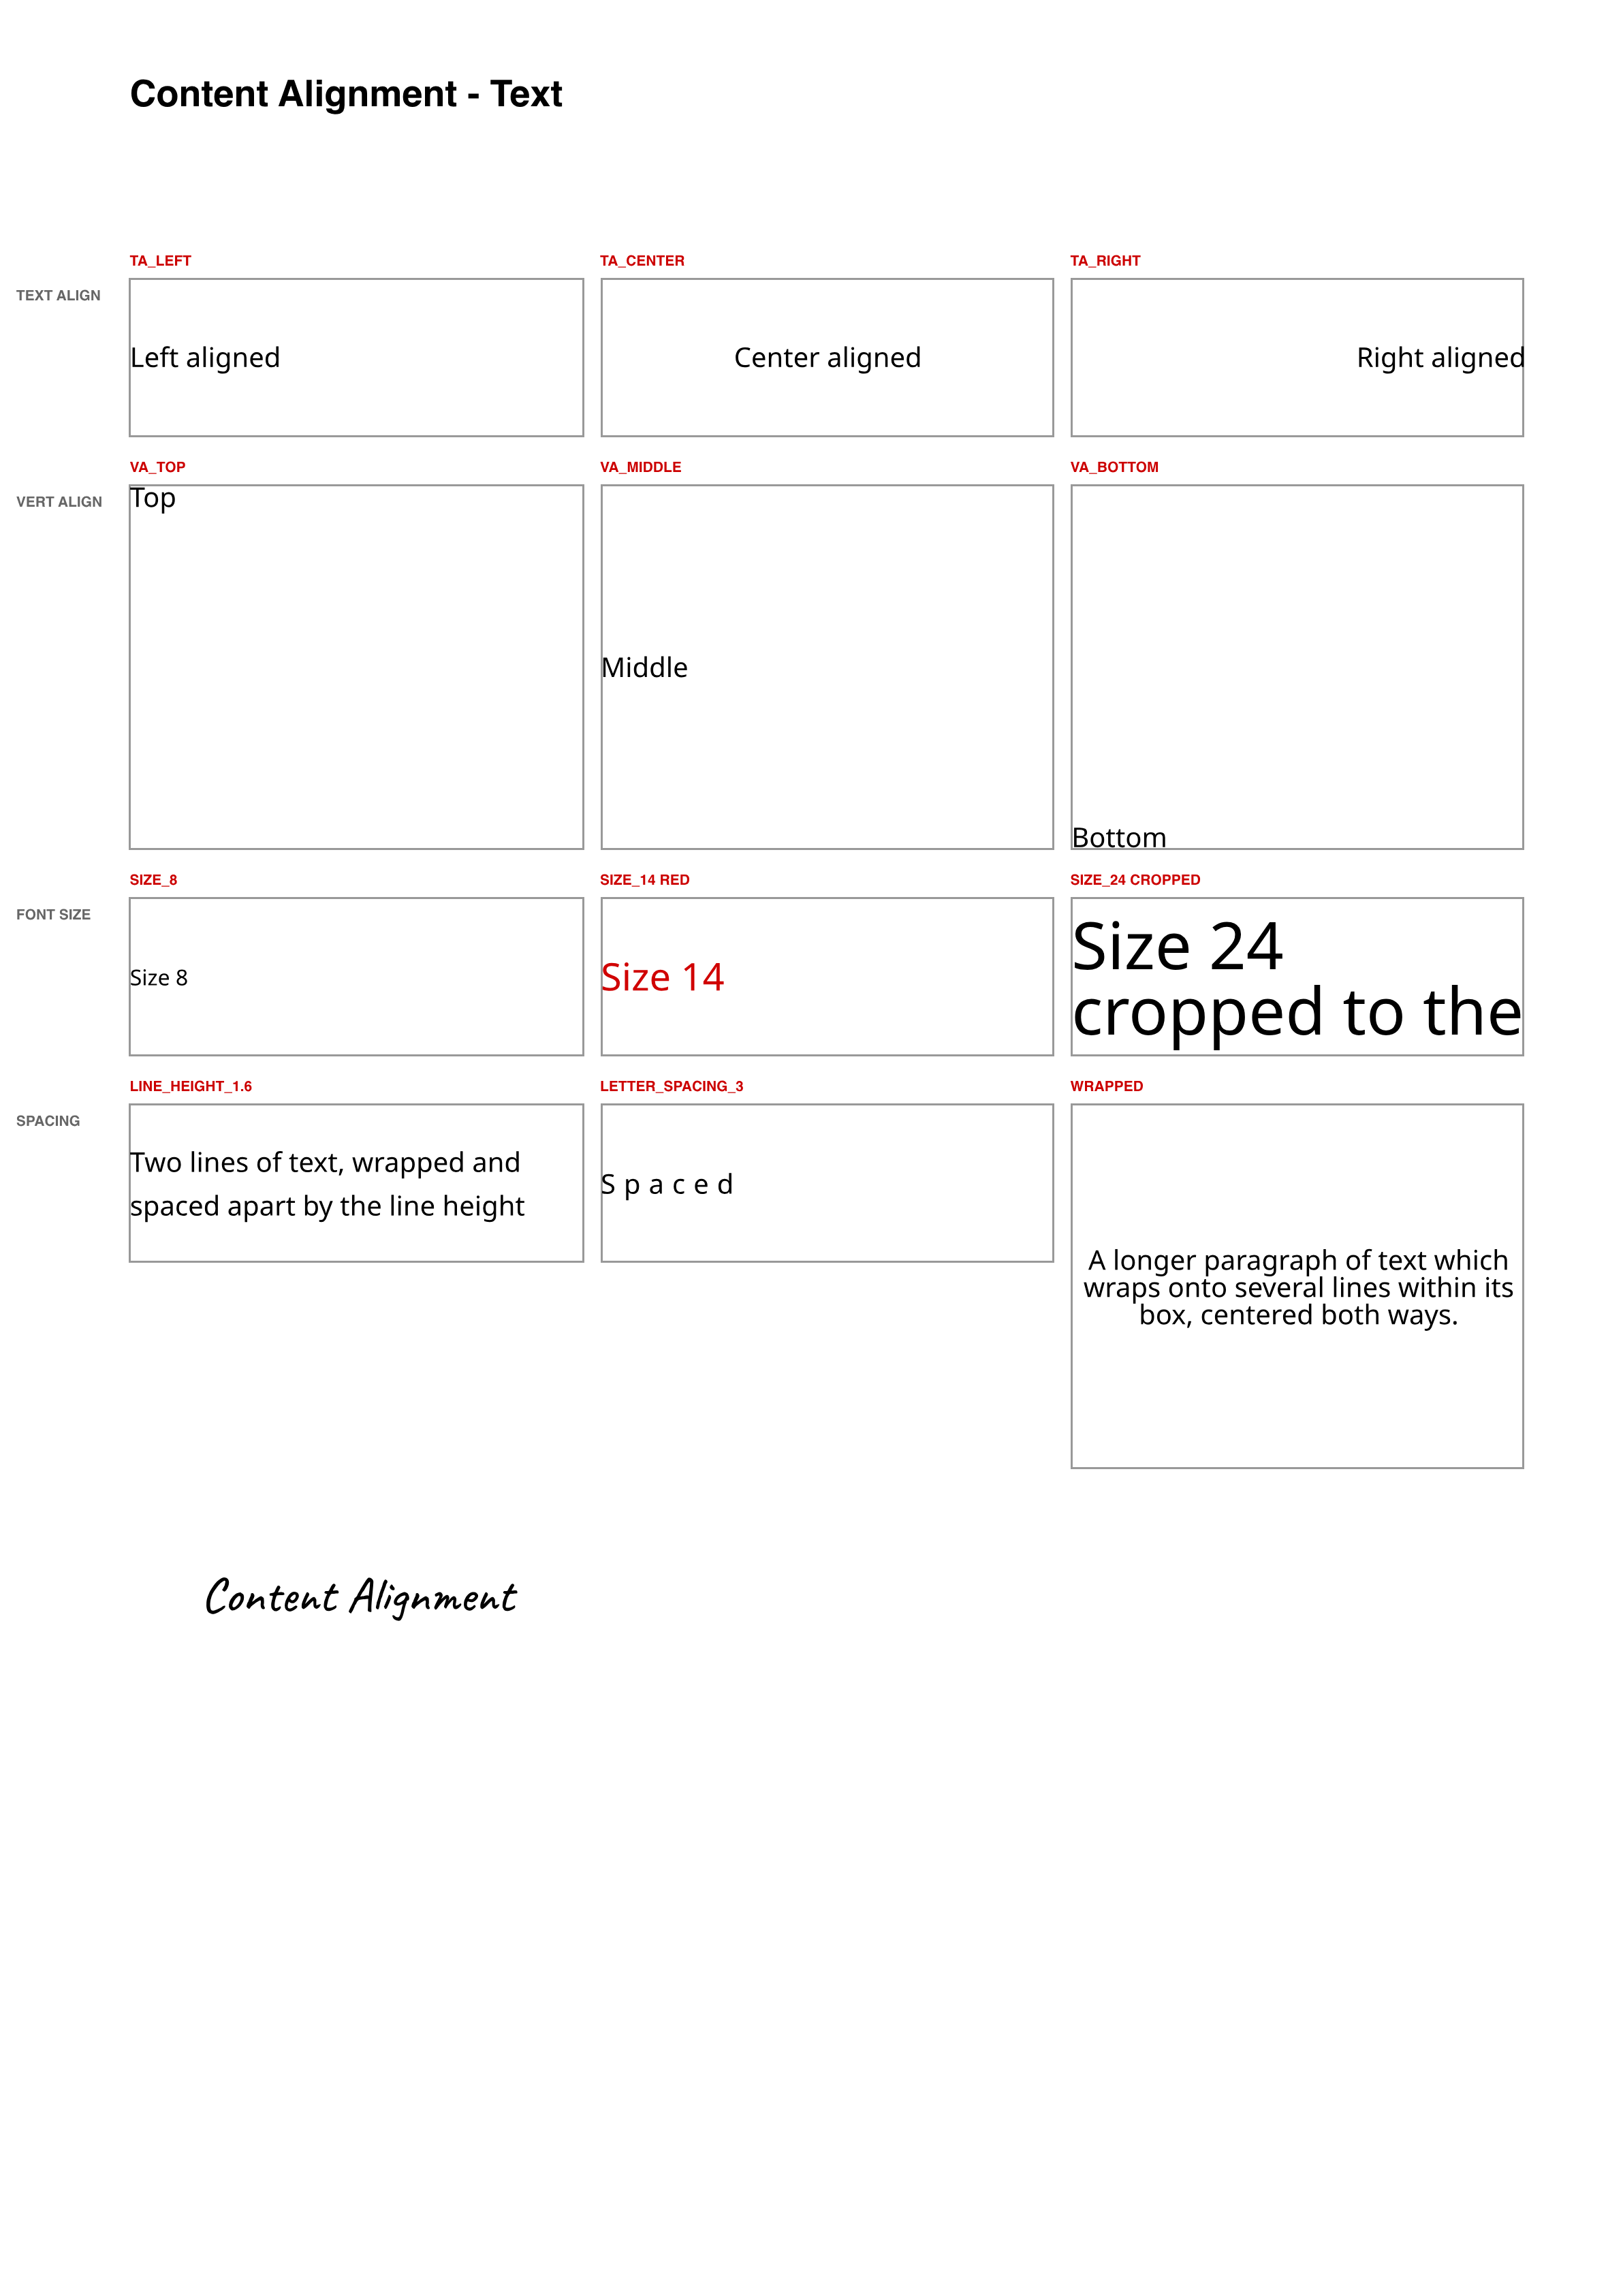 Content Alignment - Text
TA_LEFT
TA_CENTER
TA_RIGHT
TEXT ALIGN
Left aligned
Center aligned
Right aligned
VA_TOP
VA_MIDDLE
VA_BOTTOM
VERT ALIGN
Top
Middle
Bottom
SIZE_8
SIZE_14 RED
SIZE_24 CROPPED
FONT SIZE
Size 8
Size 14
Size 24
cropped to the
LINE_HEIGHT_1.6
LETTER_SPACING_3
WRAPPED
SPACING
Two lines of text, wrapped and
spaced apart by the line height
Spaced
A longer paragraph of text which
wraps onto several lines within its
box, centered both ways.
Content Alignment